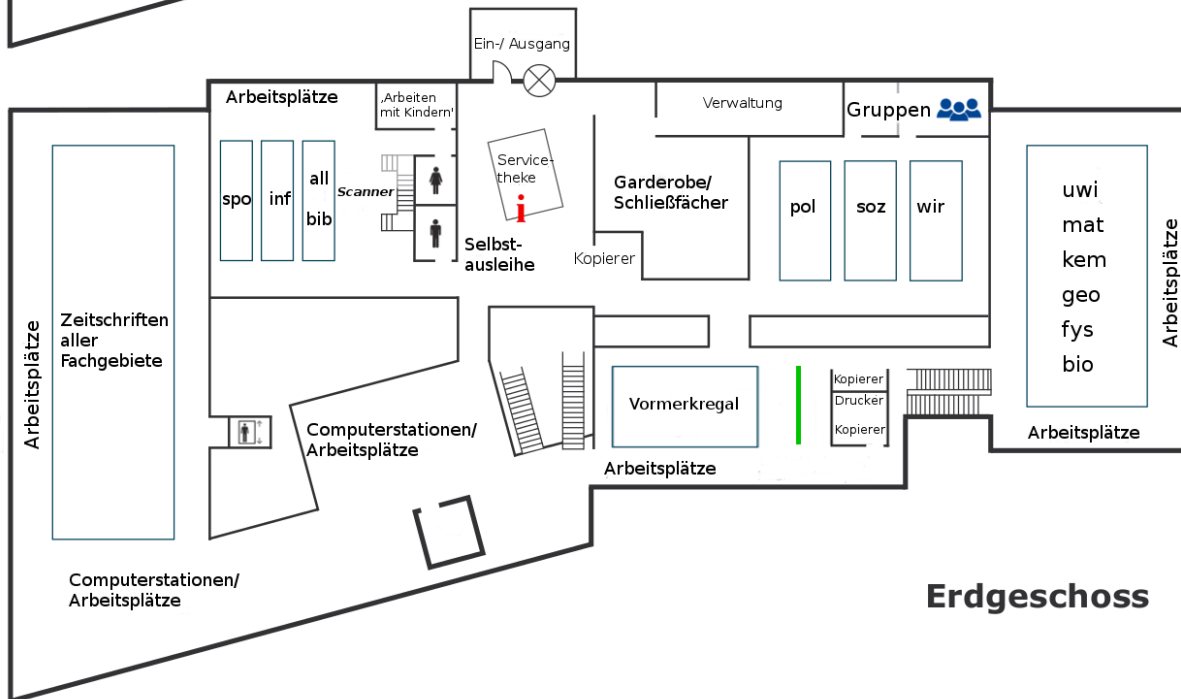 Ein-/ Ausgang
Arbeitsplätze
‚Arbeiten
mit Kindern'
Verwaltung
Gruppen
spo
inf
all
bib
Scanner
Service-
theke
i
Selbst-
ausleihe
Garderobe/
Schließfächer
Kopierer
pol
soz
wir
uwi
mat
kem
geo
fys
bio
Arbeitsplätze
Arbeitsplätze
Arbeitsplätze
Zeitschriften
aller
Fachgebiete
Computerstationen/
Arbeitsplätze
Vormerkregal
Kopierer
Drucker
Kopierer
Arbeitsplätze
Computerstationen/
Arbeitsplätze
Erdgeschoss